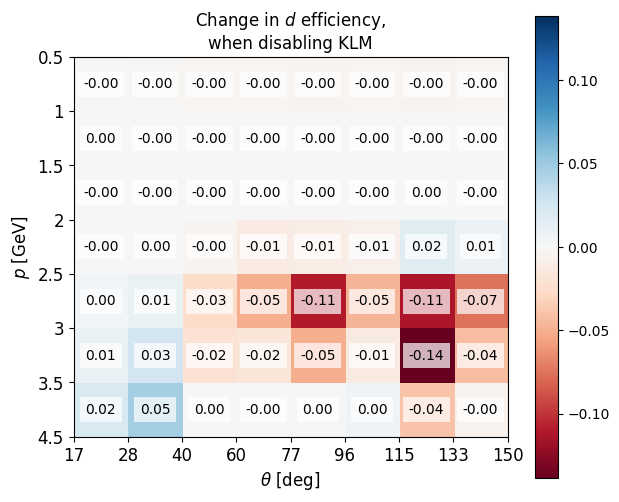 Change in d efficiency,
when disabling KLM
0.5
-0.00 -0.00 -0.00 -0.00 -0.00 -0.00 -0.00 -0.00
1
0.00 -0.00 -0.00 -0.00 -0.00 -0.00 -0.00 -0.00
1.5
-0.00 -0.00 -0.00 -0.00 -0.00 -0.00 0.00 -0.00
2
-0.00 0.00 -0.00 -0.01 -0.01 -0.01 0.02 0.01
2.5
0.00 0.01 -0.03 -0.05 -0.11 -0.05 -0.11 -0.07
3
0.01 0.03 -0.02 -0.02 -0.05 -0.01 -0.14 -0.04
3.5
0.02 0.05 0.00 -0.00 0.00 0.00 -0.04 -0.00
4.5
p [GeV]
17 28 40 60 77 96 115 133 150
θ [deg]
0.10
0.05
0.00
−0.05
−0.10